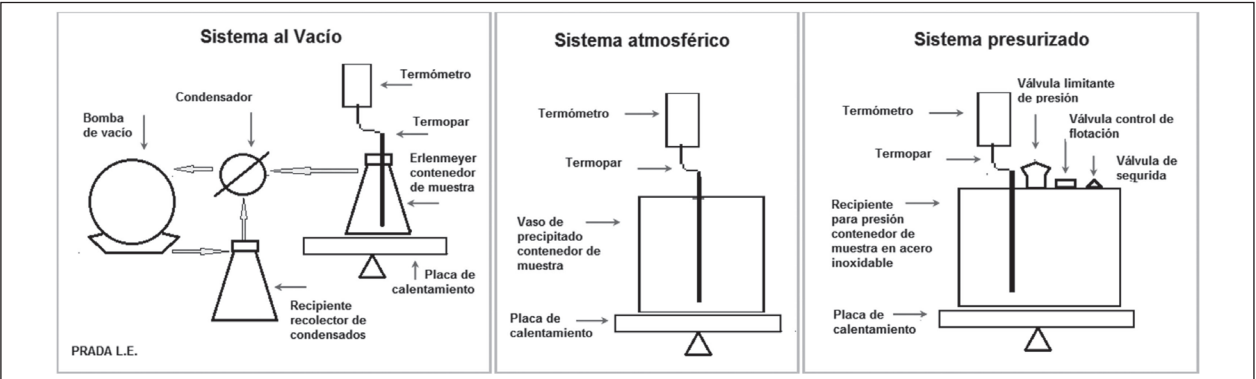 Sistema al Vacío
Termómetro
Condensador
Bomba
de vacío
Termopar
Erlenmeyer
contenedor
de muestra
Placa de
calentamiento
Recipiente
recolector de
condensados
PRADA L.E.
Sistema atmosférico
Termómetro
Termopar
Vaso de
precipitado
contenedor de
muestra
Placa de
calentamiento
Sistema presurizado
Válvula limitante
de presión
Termómetro
Válvula control de
flotación
Termopar
Válvula de
sequrida
Recipiente
para presión
contenedor de
muestra en acero
inoxidable
Placa de
calentamiento